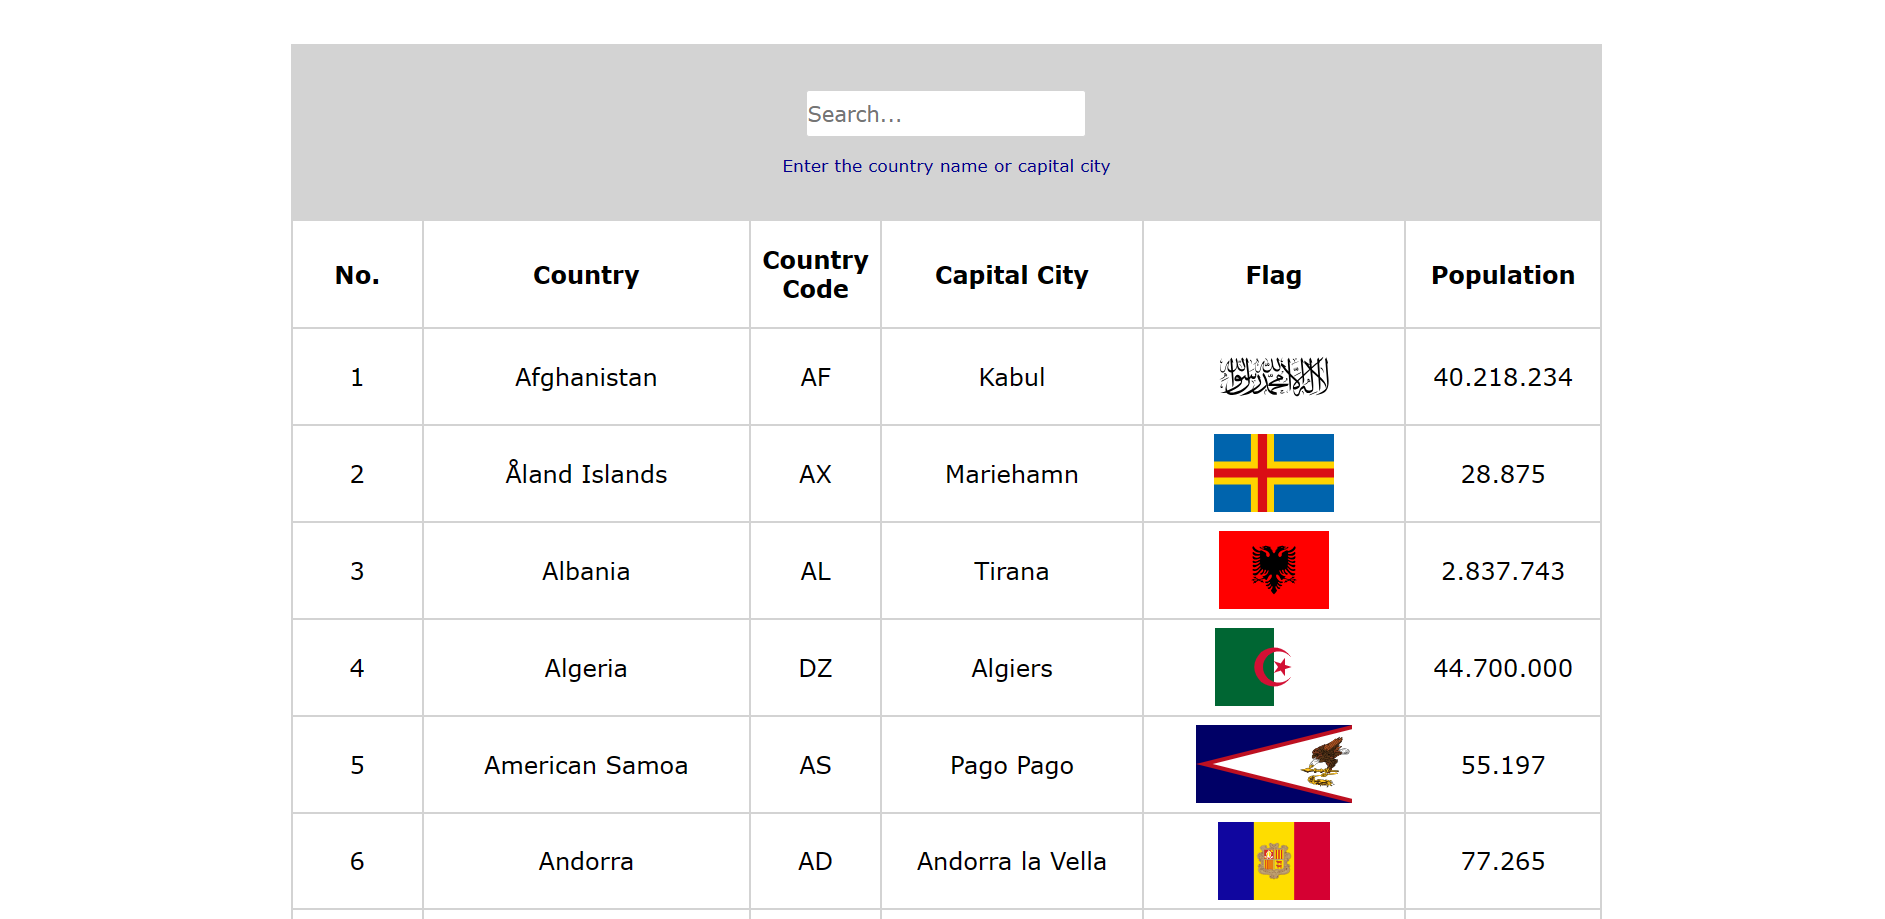 Search...
Enter the country name or capital city
No. Country Country Code Capital City Flag Population
1 Afghanistan AF Kabul لا إله إلا الله محمد رسول الله 40.218.234
2 Åland Islands AX Mariehamn 28.875
3 Albania AL Tirana 2.837.743
4 Algeria DZ Algiers 44.700.000
5 American Samoa AS Pago Pago 55.197
6 Andorra AD Andorra la Vella 77.265